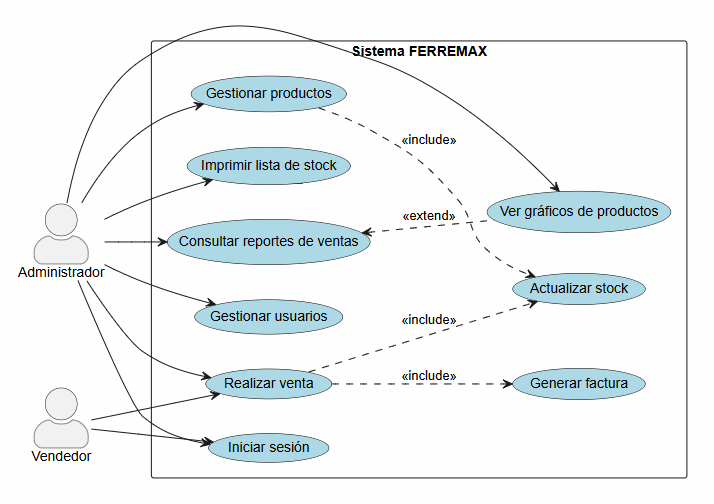 Sistema FERREMAX
Gestionar productos
«include»
Imprimir lista de stock
Ver gráficos de productos
«extend»
Consultar reportes de ventas
Administrador
Actualizar stock
Gestionar usuarios
«include»
Realizar venta
«include»
Generar factura
Iniciar sesión
Vendedor